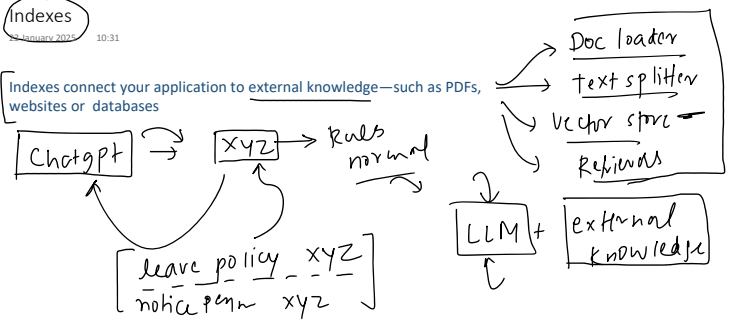 Indexes
23 January 2025 10:31
Indexes connect your application to external knowledge—such as PDFs,
websites or databases
Doc loader
text splitter
vector store
Retrievers
Chatgpt
XYZ
Rules
normal
LLM +
external
knowledge
leave policy XYZ
notice XYZ